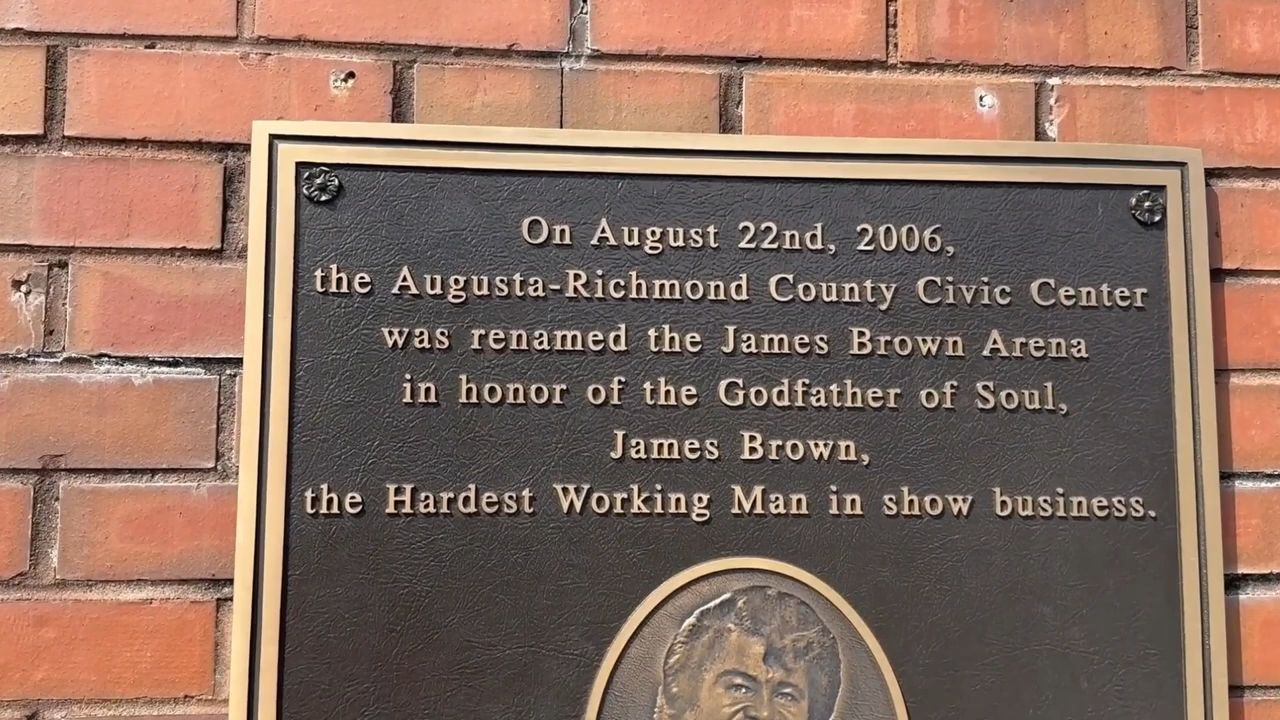 On August 22nd, 2006,
the Augusta-Richmond County Civic Center
was renamed the James Brown Arena
in honor of the Godfather of Soul,
James Brown,
the Hardest Working Man in show business.